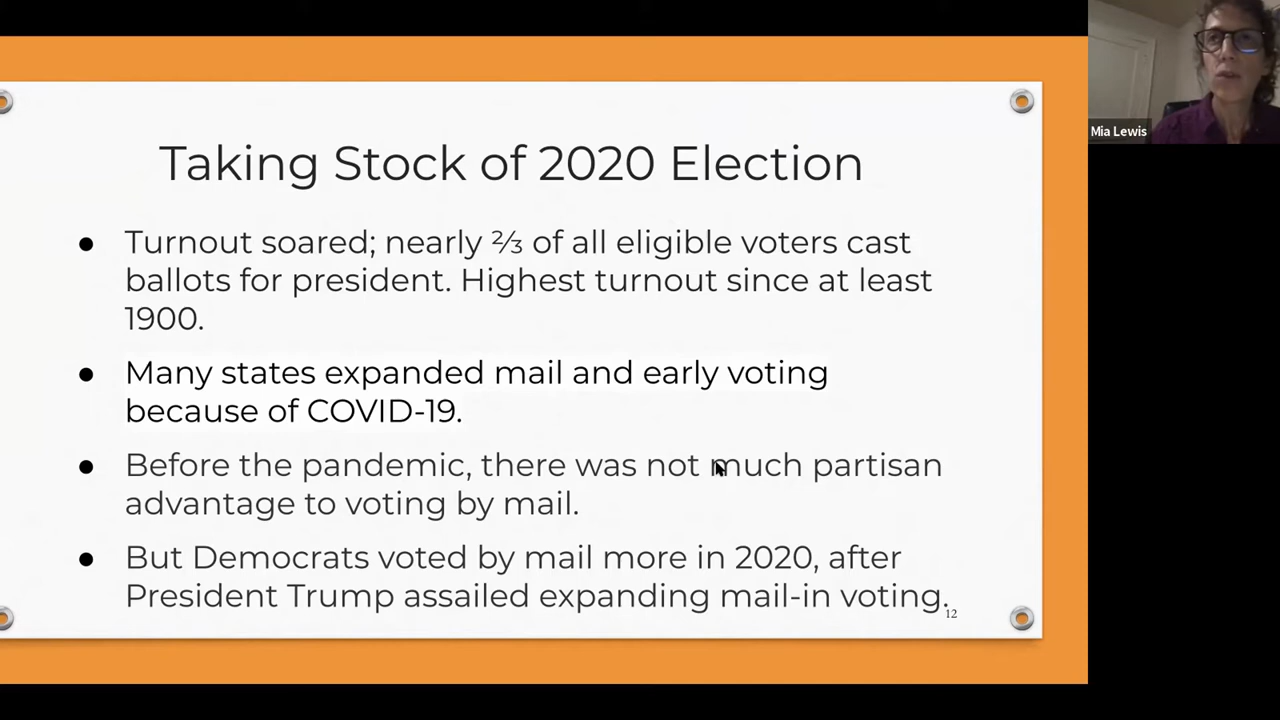 Mia Lewis
Taking Stock of 2020 Election
● Turnout soared; nearly ⅔ of all eligible voters cast
ballots for president. Highest turnout since at least
1900.
● Many states expanded mail and early voting
because of COVID-19.
● Before the pandemic, there was not much partisan
advantage to voting by mail.
● But Democrats voted by mail more in 2020, after
President Trump assailed expanding mail-in voting.
12